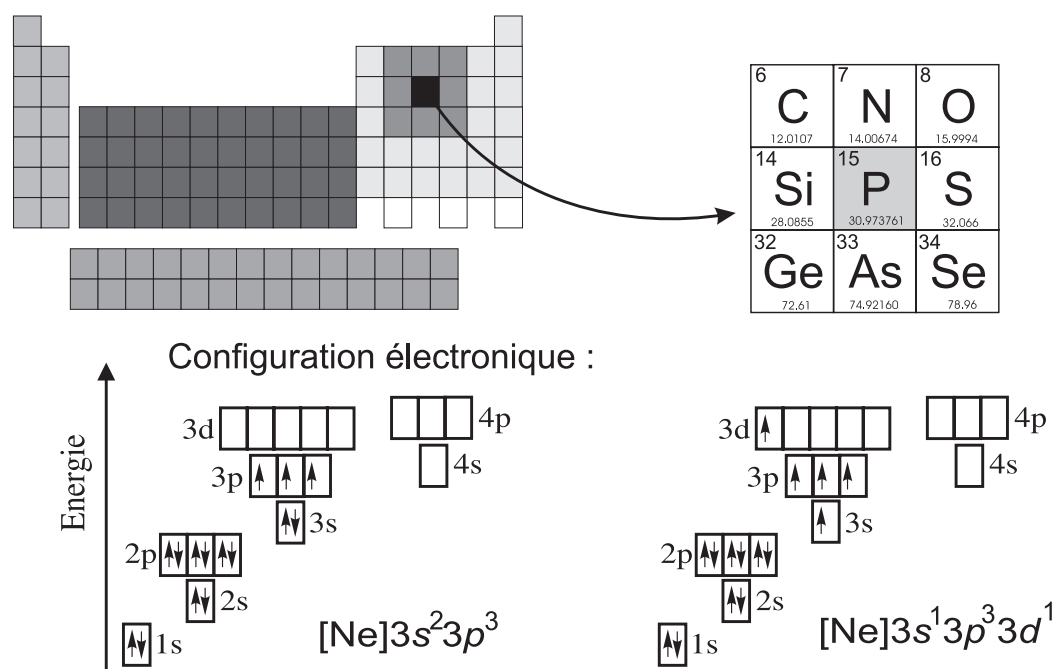 6 7 8
C N O
12.0107 14.00674 15.9994
14 15 16
Si P S
28.0855 30.973761 32.066
32 33 34
Ge As Se
72.61 74.92160 78.96
Configuration électronique :
Energie
3d 4p
3p 4s
3s
2p
2s
1s
[Ne]3s²3p³
3d 4p
3p 4s
3s
2p
2s
1s
[Ne]3s¹3p³3d¹